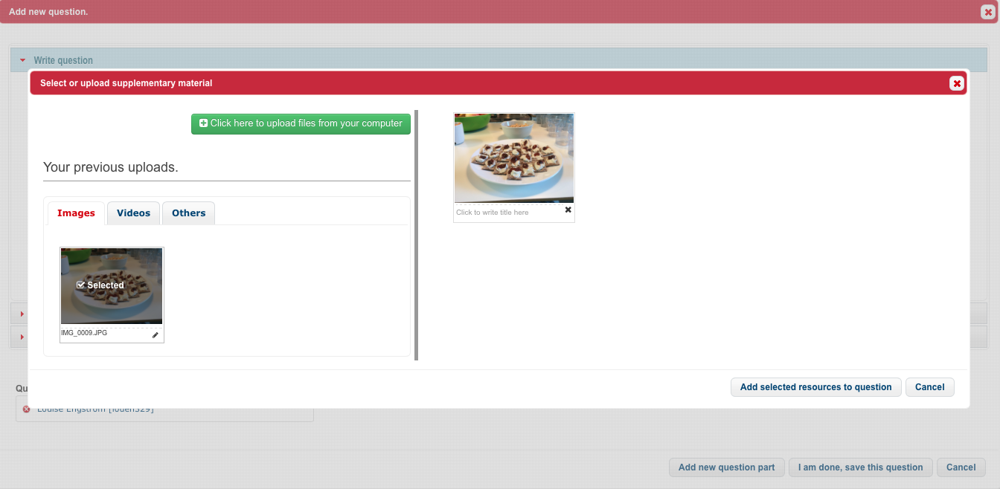 Add new question.
Write question
Select or upload supplementary material
Click here to upload files from your computer
Your previous uploads.
Images
Videos
Others
Selected
IMG_0009.JPG
Click to write title here
Add selected resources to question
Cancel
Qu
Louise Engström [louen329]
Add new question part
I am done, save this question
Cancel